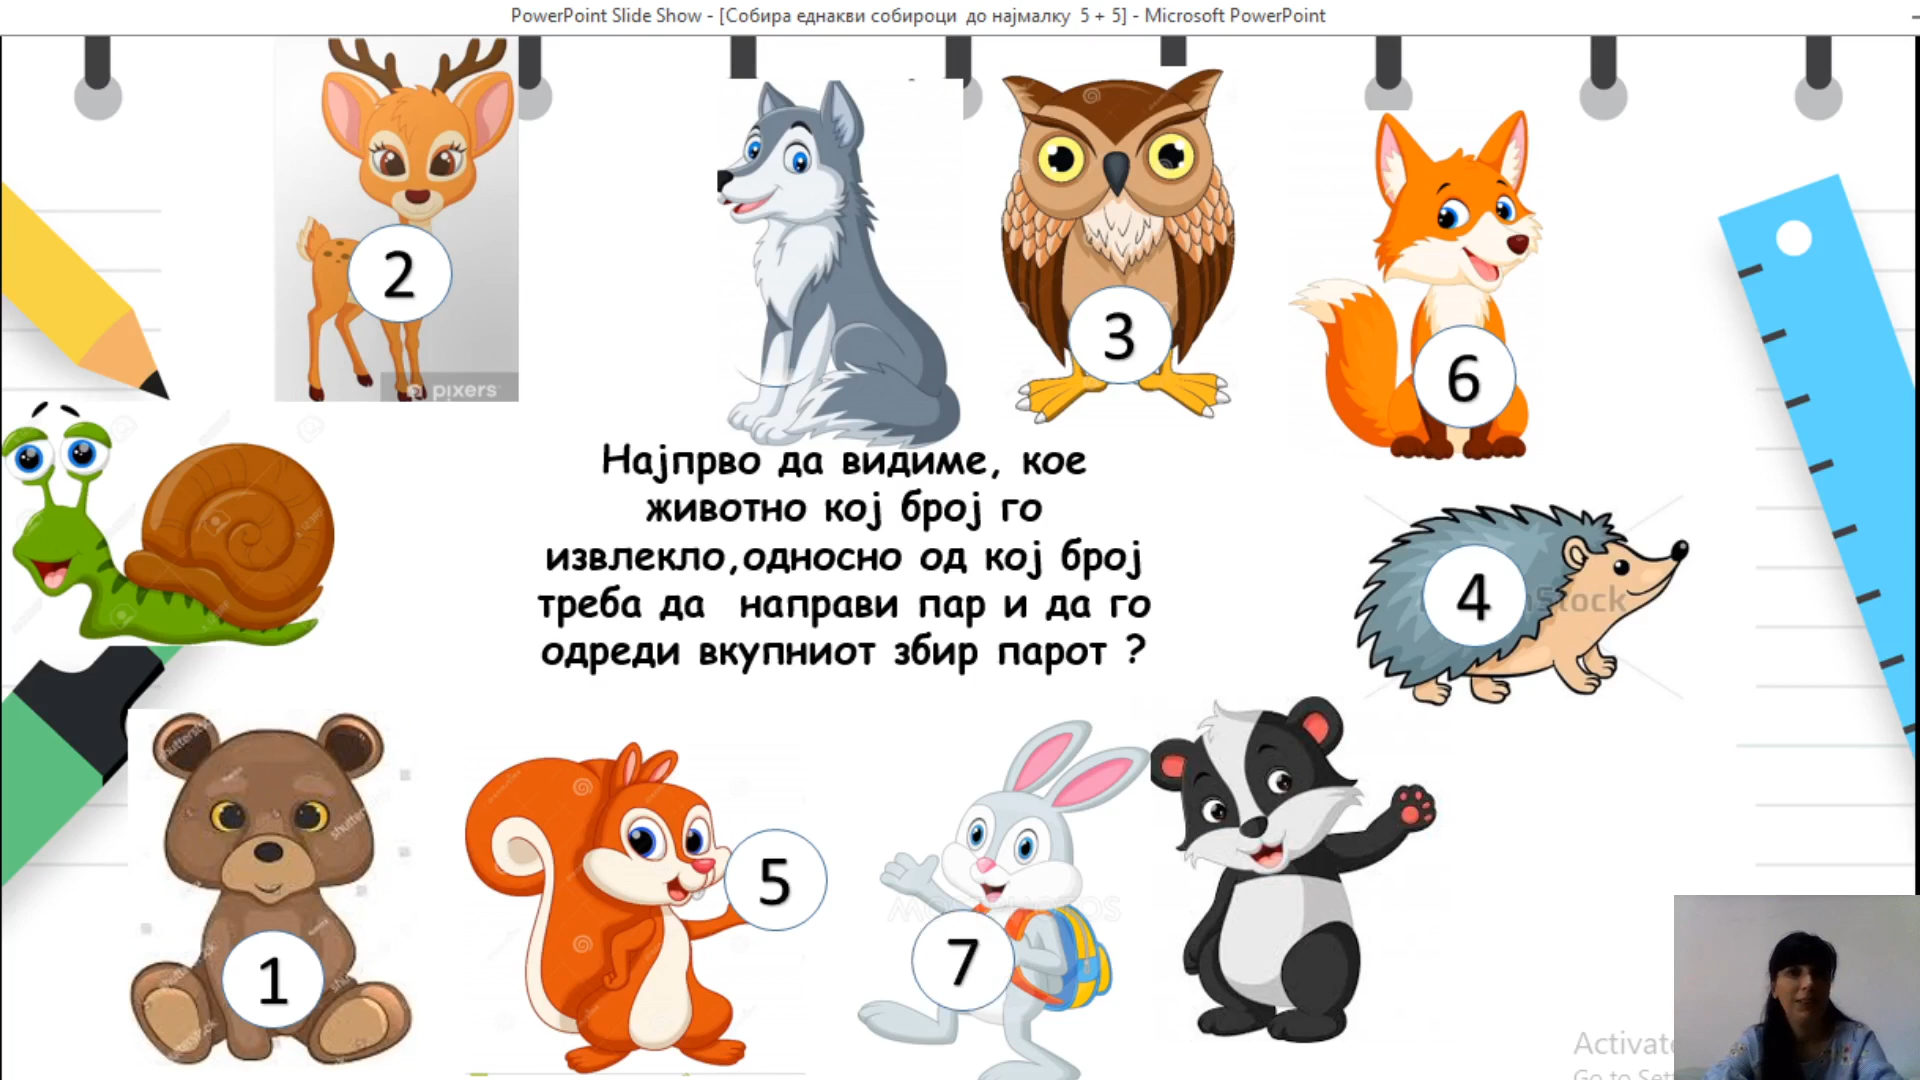 PowerPoint Slide Show - [Собира еднакви собироци до најмалку 5 + 5] - Microsoft PowerPoint
2
3
6
pixers
Најпрво да видиме, кое
животно кој број го
извлекло,односно од кој број
треба да направи пар и да го
одреди вкупниот збир парот ?
4
5
7
1